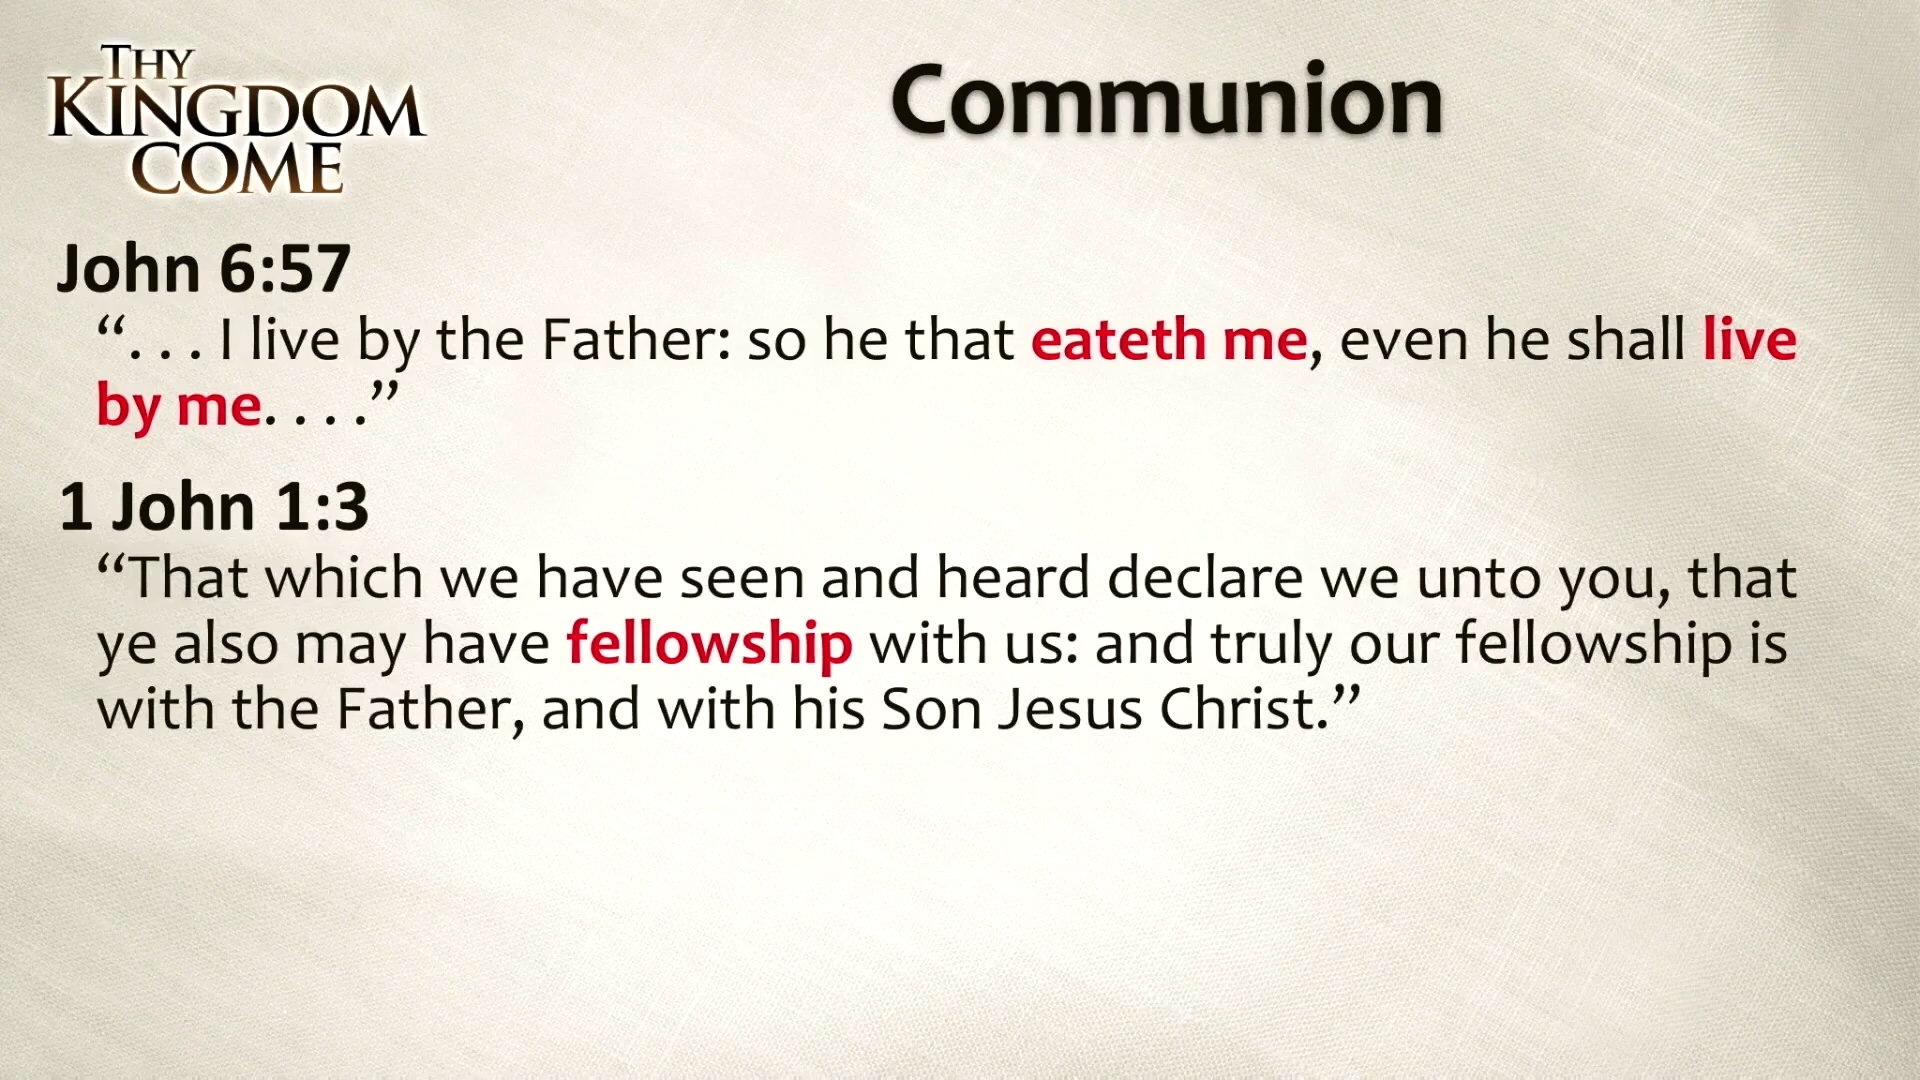 THY
KINGDOM
COME
Communion
John 6:57
“. . . I live by the Father: so he that eateth me, even he shall live
by me. . . .”
1 John 1:3
“That which we have seen and heard declare we unto you, that
ye also may have fellowship with us: and truly our fellowship is
with the Father, and with his Son Jesus Christ.”